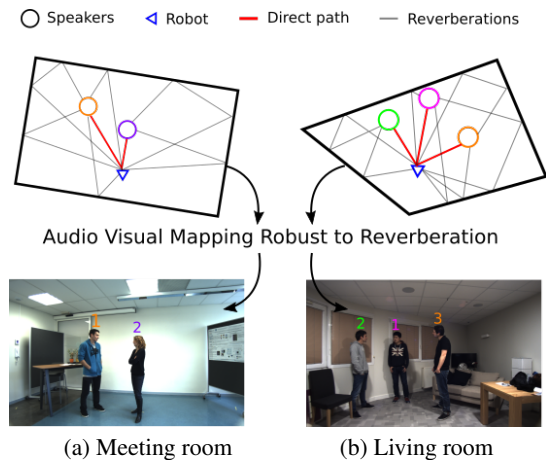 Speakers Robot Direct path Reverberations
Audio Visual Mapping Robust to Reverberation
1 2
2 1 3
(a) Meeting room (b) Living room